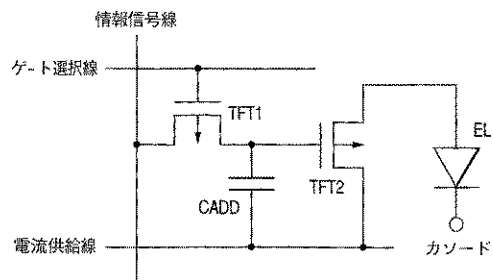 情報信号線
ゲート選択線
TFT1
EL
TFT2
CADD
電流供給線
カソード